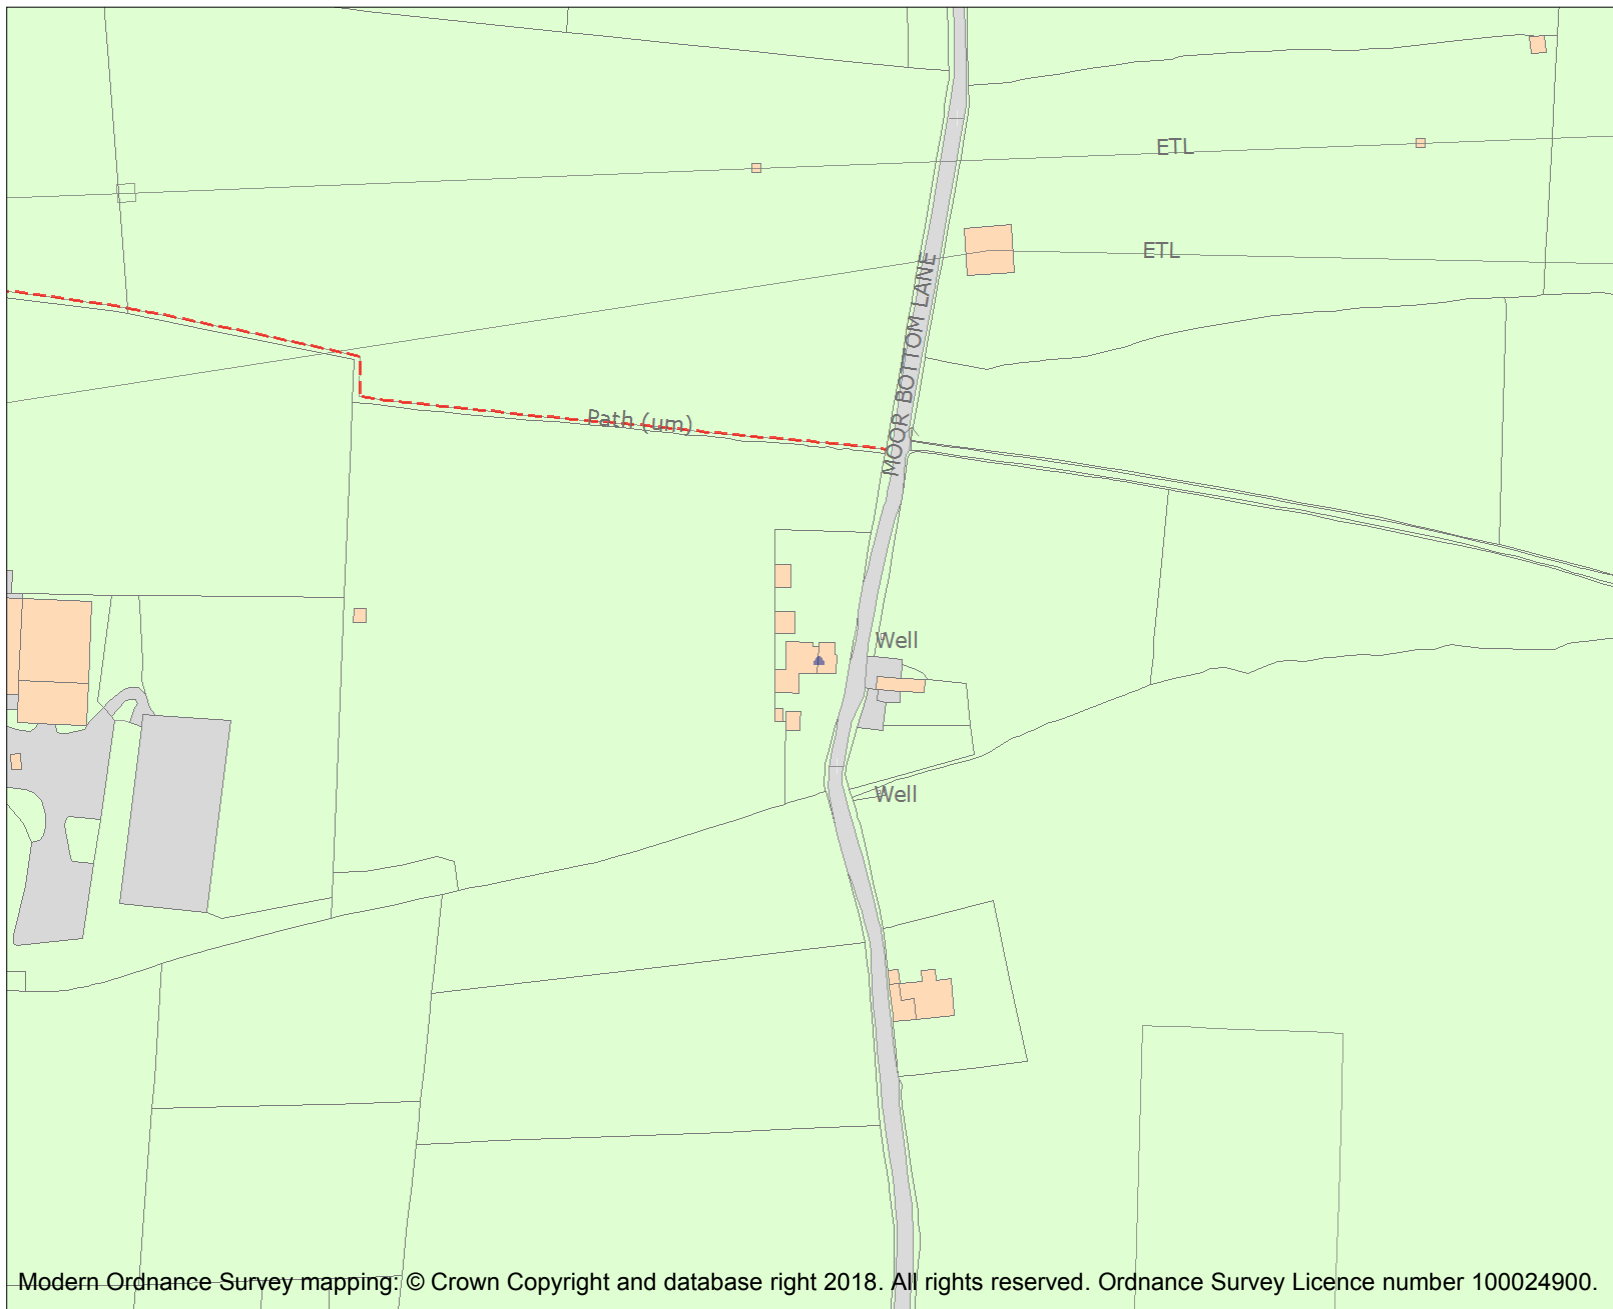 ETL
ETL
MOOR BOTTOM LANE
Path (um)
Well
Well
Modern Ordnance Survey mapping: © Crown Copyright and database right 2018. All rights reserved. Ordnance Survey Licence number 100024900.